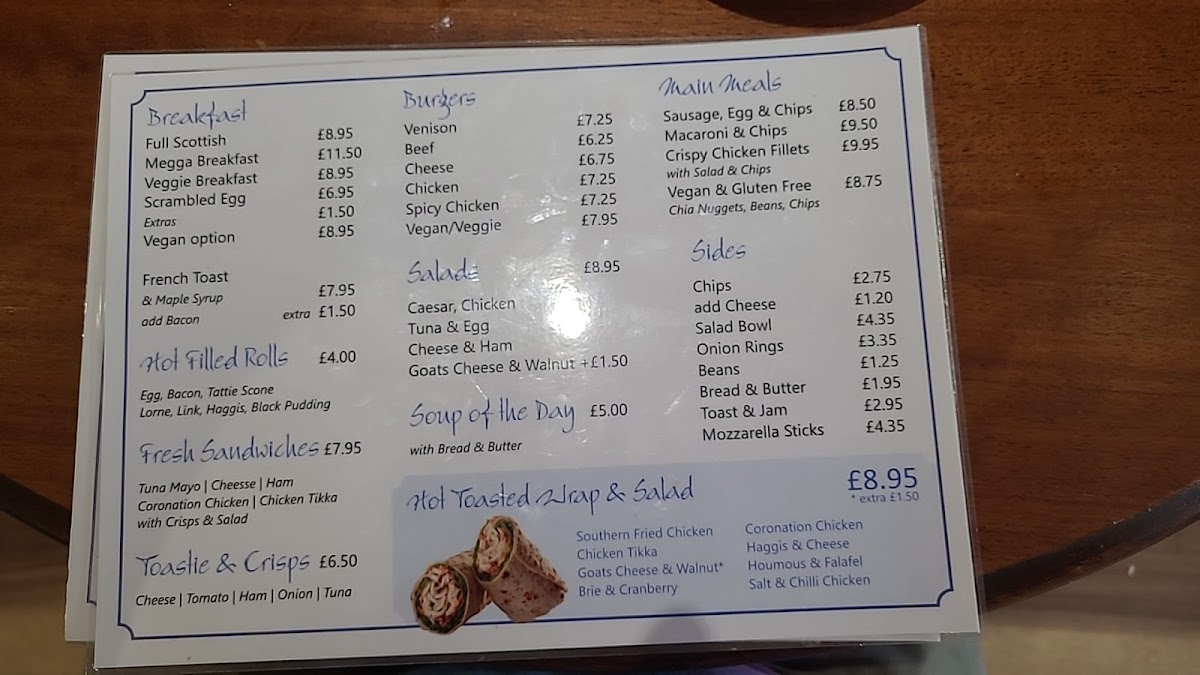 Breakfast
Full Scottish £8.95
Megga Breakfast £11.50
Veggie Breakfast £8.95
Scrambled Egg £6.95
Extras £1.50
Vegan option £8.95
French Toast
& Maple Syrup £7.95
add Bacon extra £1.50
Hot Filled Rolls £4.00
Egg, Bacon, Tattie Scone
Lorne, Link, Haggis, Black Pudding
Fresh Sandwiches £7.95
Tuna Mayo | Cheesse | Ham
Coronation Chicken | Chicken Tikka
with Crisps & Salad
Toastie & Crisps £6.50
Cheese | Tomato | Ham | Onion | Tuna
Burgers
Venison £7.25
Beef £6.25
Cheese £6.75
Chicken £7.25
Spicy Chicken £7.25
Vegan/Veggie £7.95
Salads £8.95
Caesar, Chicken
Tuna & Egg
Cheese & Ham
Goats Cheese & Walnut +£1.50
Soup of the Day £5.00
with Bread & Butter
Main Meals
Sausage, Egg & Chips £8.50
Macaroni & Chips £9.50
Crispy Chicken Fillets £9.95
with Salad & Chips
Vegan & Gluten Free £8.75
Chia Nuggets, Beans, Chips
Sides
Chips £2.75
add Cheese £1.20
Salad Bowl £4.35
Onion Rings £3.35
Beans £1.25
Bread & Butter £1.95
Toast & Jam £2.95
Mozzarella Sticks £4.35
Hot Toasted Wrap & Salad £8.95
* extra £1.50
Southern Fried Chicken
Chicken Tikka
Goats Cheese & Walnut*
Brie & Cranberry
Coronation Chicken
Haggis & Cheese
Houmous & Falafel
Salt & Chilli Chicken